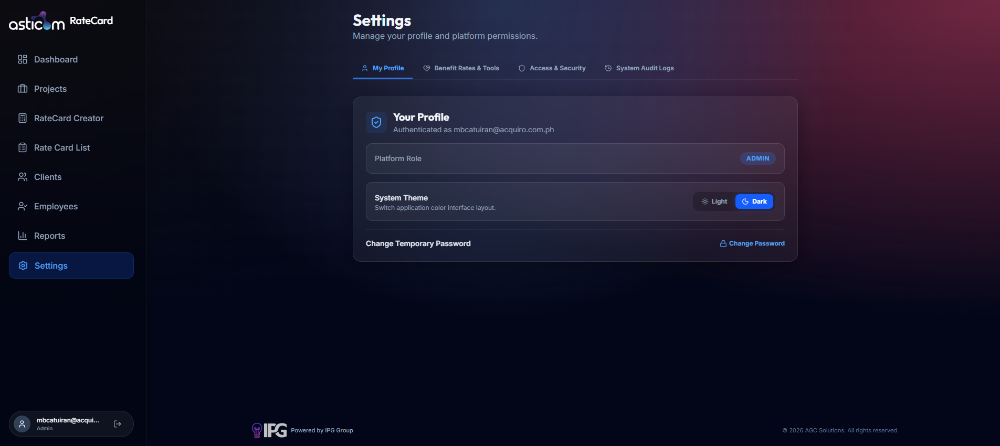 asticom RateCard
Dashboard
Projects
RateCard Creator
Rate Card List
Clients
Employees
Reports
Settings
mbcatuiran@acqui...
Admin
Settings
Manage your profile and platform permissions.
My Profile
Benefit Rates & Tools
Access & Security
System Audit Logs
Your Profile
Authenticated as mbcatuiran@acquiro.com.ph
Platform Role
ADMIN
System Theme
Switch application color interface layout.
Light
Dark
Change Temporary Password
Change Password
IPG Powered by IPG Group
© 2026 AGC Solutions. All rights reserved.